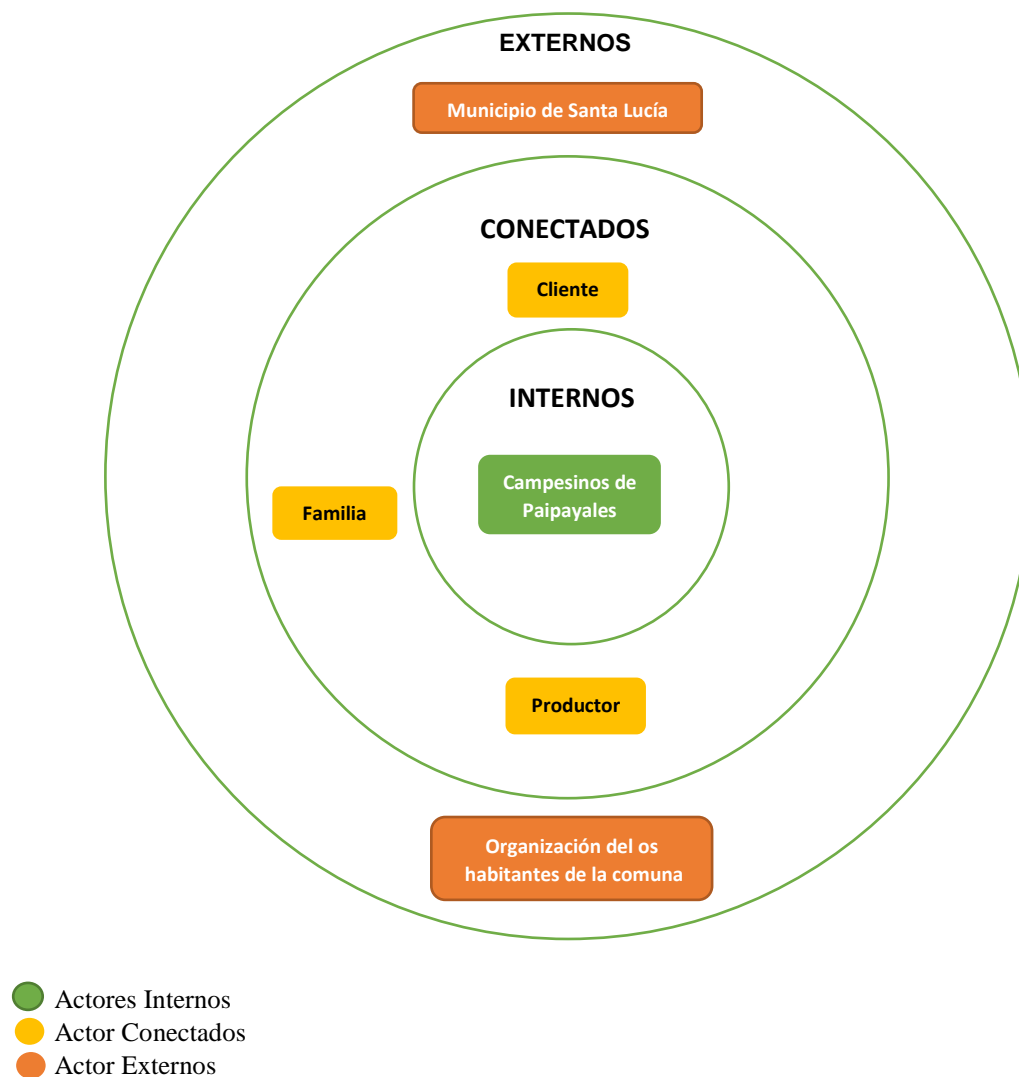 EXTERNOS
Municipio de Santa Lucía
CONECTADOS
Cliente
INTERNOS
Campesinos de
Paipayales
Familia
Productor
Organización del os
habitantes de la comuna
Actores Internos
Actor Conectados
Actor Externos